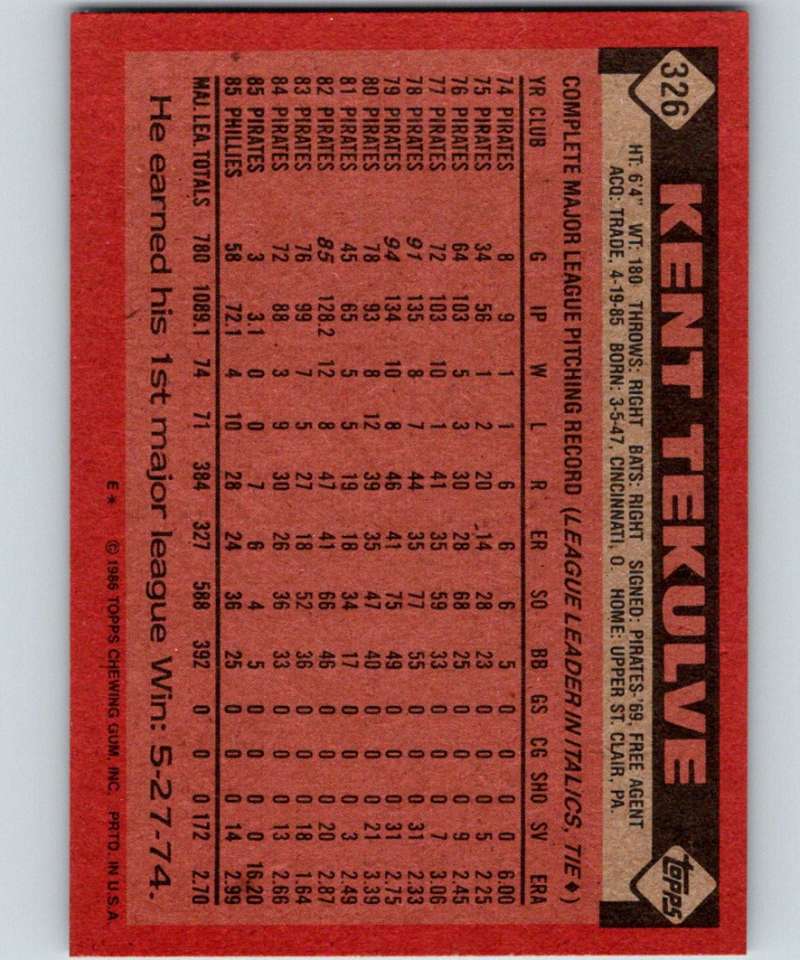 326
KENT TEKULVE
Topps
HT: 6'4" WT: 180 THROWS: RIGHT BATS: RIGHT SIGNED: PIRATES-'69, FREE AGENT
ACQ: TRADE, 4-19-85 BORN: 3-5-47, CINCINNATI, O. HOME: UPPER ST. CLAIR, PA.
COMPLETE MAJOR LEAGUE PITCHING RECORD (LEAGUE LEADER IN ITALICS, TIE♦)
YR CLUB G IP W L R ER SO BB GS CG SHO SV ERA
74 PIRATES 8 9 1 1 6 6 6 5 0 0 0 0 6.00
75 PIRATES 34 56 1 2 20 14 28 23 0 0 0 5 2.25
76 PIRATES 64 103 5 3 30 28 68 25 0 0 0 9 2.45
77 PIRATES 72 103 10 1 41 35 59 33 0 0 0 7 3.06
78 PIRATES 91 135 8 7 44 35 77 55 0 0 0 31 2.33
79 PIRATES 94 134 10 8 46 41 75 49 0 0 0 31 2.75
80 PIRATES 78 93 8 12 39 35 47 40 0 0 0 21 3.39
81 PIRATES 45 65 5 5 19 18 34 17 0 0 0 3 2.49
82 PIRATES 85 128.2 12 8 47 41 66 46 0 0 0 20 2.87
83 PIRATES 76 99 7 5 27 18 52 36 0 0 0 18 1.64
84 PIRATES 72 88 3 9 30 26 36 33 0 0 0 13 2.66
85 PIRATES 3 3.1 0 0 7 6 4 5 0 0 0 0 16.20
85 PHILLIES 58 72.1 4 10 28 24 36 25 0 0 0 14 2.99
MAJ. LEA. TOTALS 780 1089.1 74 71 384 327 588 392 0 0 0 172 2.70
He earned his 1st major league Win: 5-27-74.
E* © 1986 TOPPS CHEWING GUM, INC. PRTD. IN U.S.A.